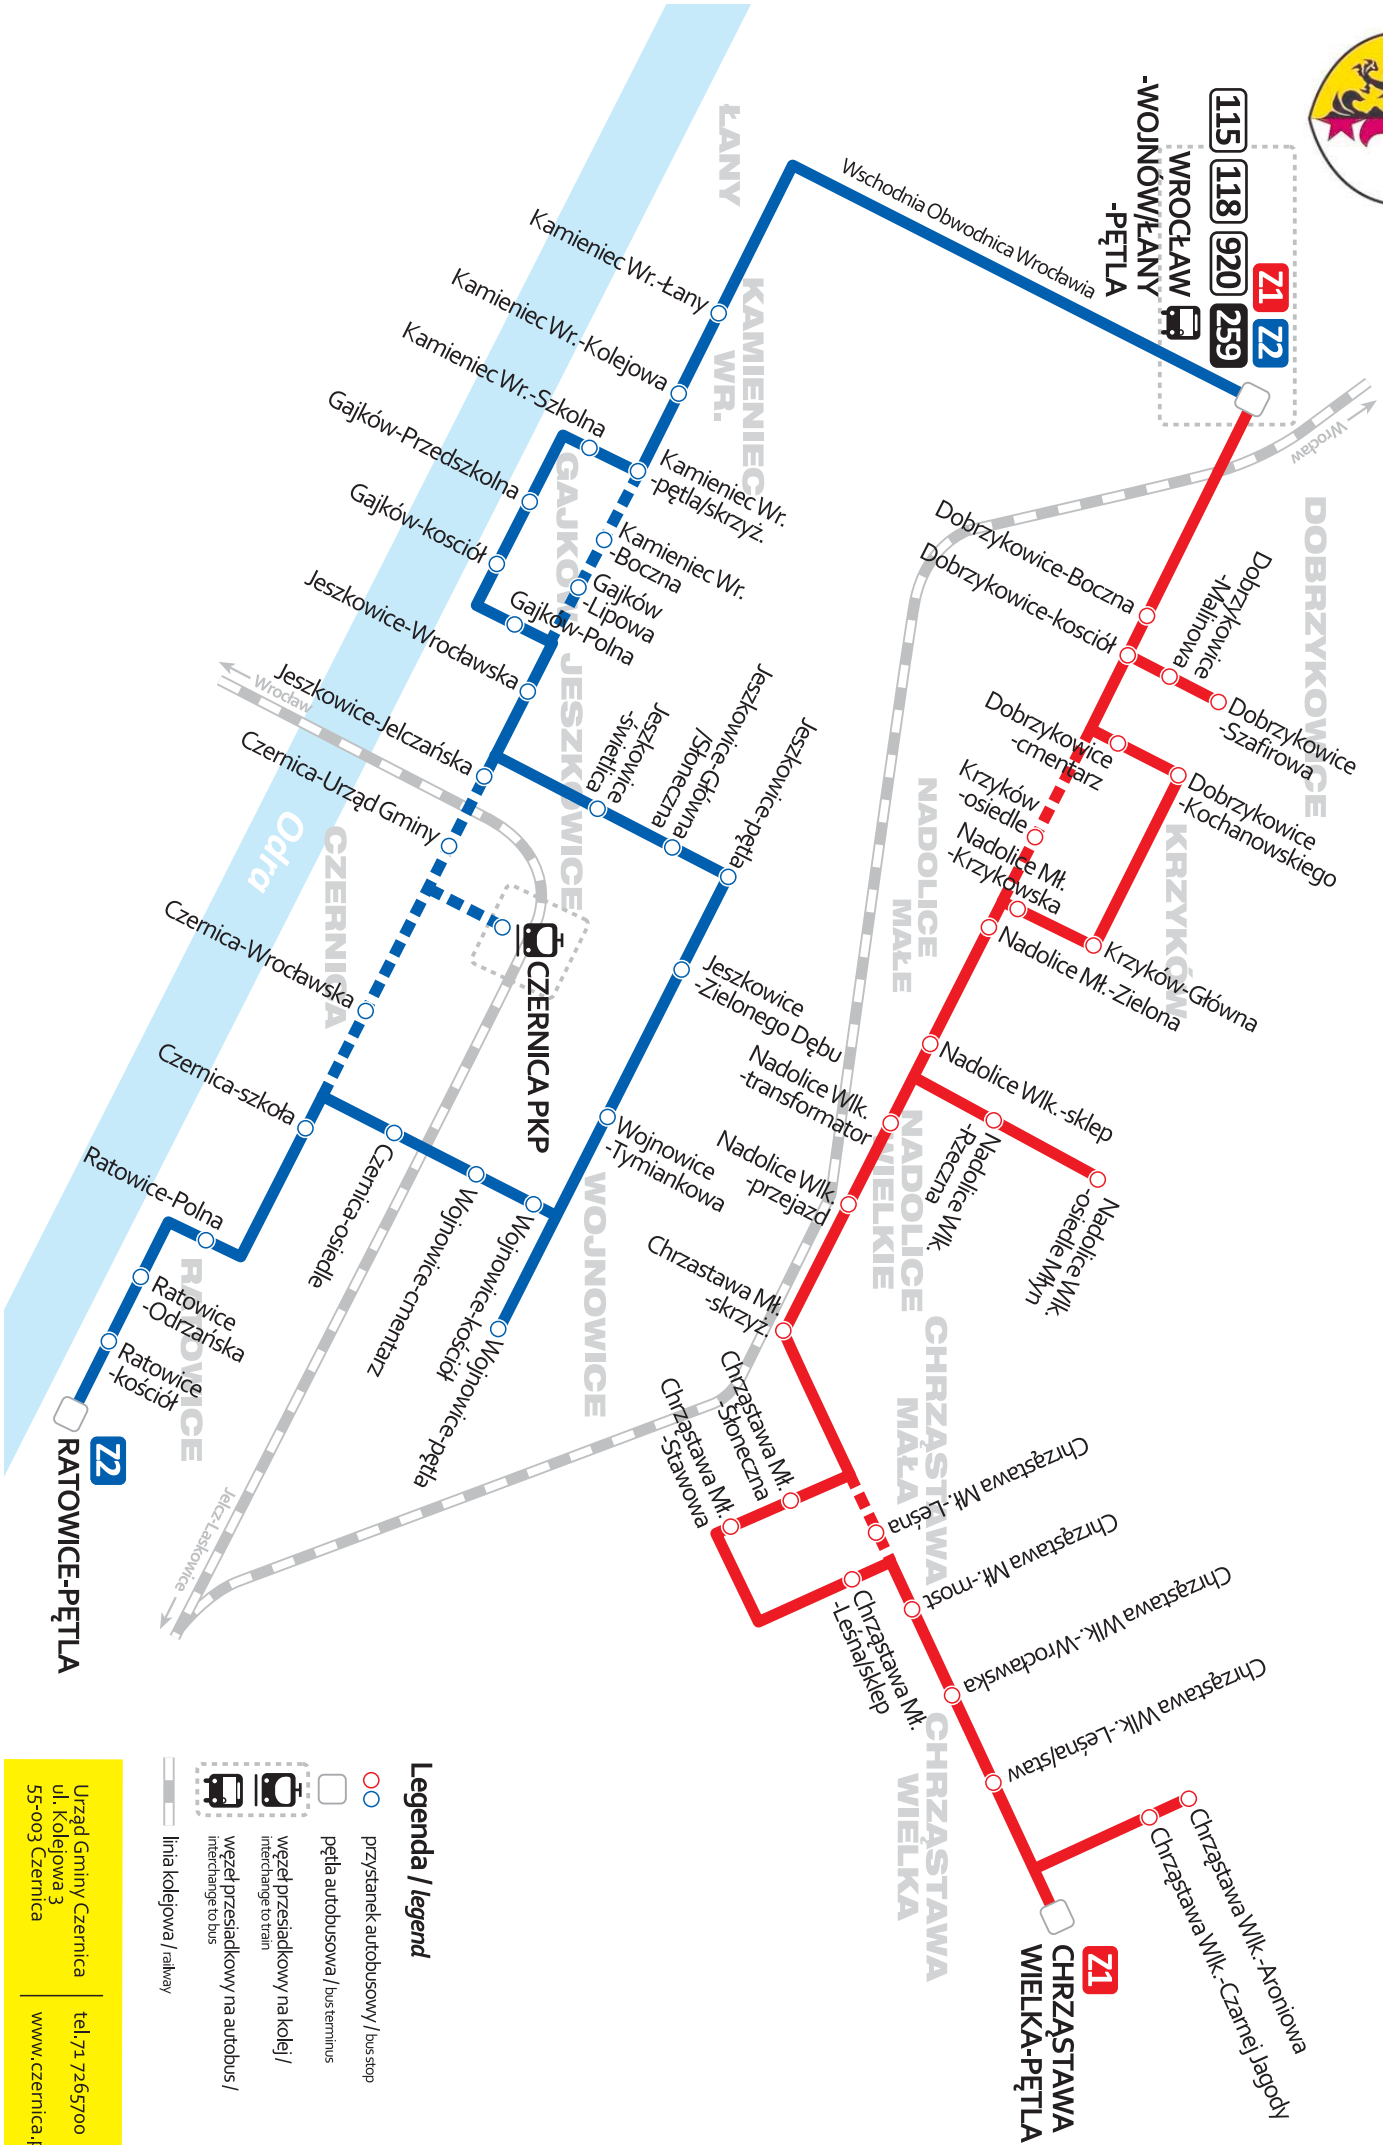 115 118 920 259
Z1 Z2
WROCŁAW
-WOJNÓW/ŁANY
-PĘTLA
Wschodnia Obwodnica Wrocławia
Wrocław
ŁANY
KAMIENIEC
WR.
GAJKÓW
JESZKOWICE
CZERNICA
RATOWICE
WOJNOWICE
DOBRZYKOWICE
KRZYKÓW
NADOLICE
MAŁE
NADOLICE
WIELKIE
CHRZĄSTAWA
MAŁA
CHRZĄSTAWA
WIELKA
Odra
Kamieniec Wr.-Łany
Kamieniec Wr.-Kolejowa
Kamieniec Wr.-Szkolna
Kamieniec Wr.
-pętla/skrzyż.
Kamieniec Wr.
-Boczna
Gajków
-Lipowa
Gajków-Przedszkolna
Gajków-kosciół
Gajków-Polna
Jeszkowice-Wrocławska
Jeszkowice-Jelczańska
Jeszkowice
-świetlica
Jeszkowice-Główna
/Słoneczna
Jeszkowice-pętla
Jeszkowice
-Zielonego Dębu
Wojnowice
-Tymiankowa
Wojnowice-pętla
Wojnowice-kościół
Wojnowice-cmentarz
Czernica-osiedle
Wrocław
Czernica-Urząd Gminy
CZERNICA PKP
Czernica-Wrocławska
Czernica-szkoła
Ratowice-Polna
Ratowice
-Odrzańska
Ratowice
-kościół
Z2
RATOWICE-PĘTLA
Jelcz-Laskowice
Dobrzykowice-Boczna
Dobrzykowice-kosciół
Dobrzykowice
-Malinowa
Dobrzykowice
-Szafirowa
Dobrzykowice
-cmentarz
Dobrzykowice
-Kochanowskiego
Krzyków
-osiedle
Krzyków-Główna
Nadolice Mł.
-Krzykowska
Nadolice Mł.-Zielona
Nadolice Wlk.-sklep
Nadolice Wlk.
-Rzeczna
Nadolice Wlk.
-osiedle Młyn
Nadolice Wlk.
-transformator
Nadolice Wlk.
-przejazd
Chrzastawa Mł.
-skrzyż.
Chrząstawa Mł.
-Słoneczna
Chrząstawa Mł.
-Stawowa
Chrząstawa Mł.-Leśna
Chrząstawa Mł.
-Leśna/sklep
Chrząstawa Mł.-most
Chrząstawa Wlk.-Wrocławska
Chrząstawa Wlk.-Leśna/staw
Chrząstawa Wlk.-Aroniowa
Chrząstawa Wlk.-Czarnej Jagody
Z1
CHRZĄSTAWA
WIELKA-PĘTLA
Legenda / legend
przystanek autobusowy / bus stop
pętla autobusowa / bus terminus
węzeł przesiadkowy na kolej /
interchange to train
węzeł przesiadkowy na autobus /
interchange to bus
linia kolejowa / railway
Urząd Gminy Czernica
ul. Kolejowa 3
55-003 Czernica
tel.71 7265700
www.czernica.p